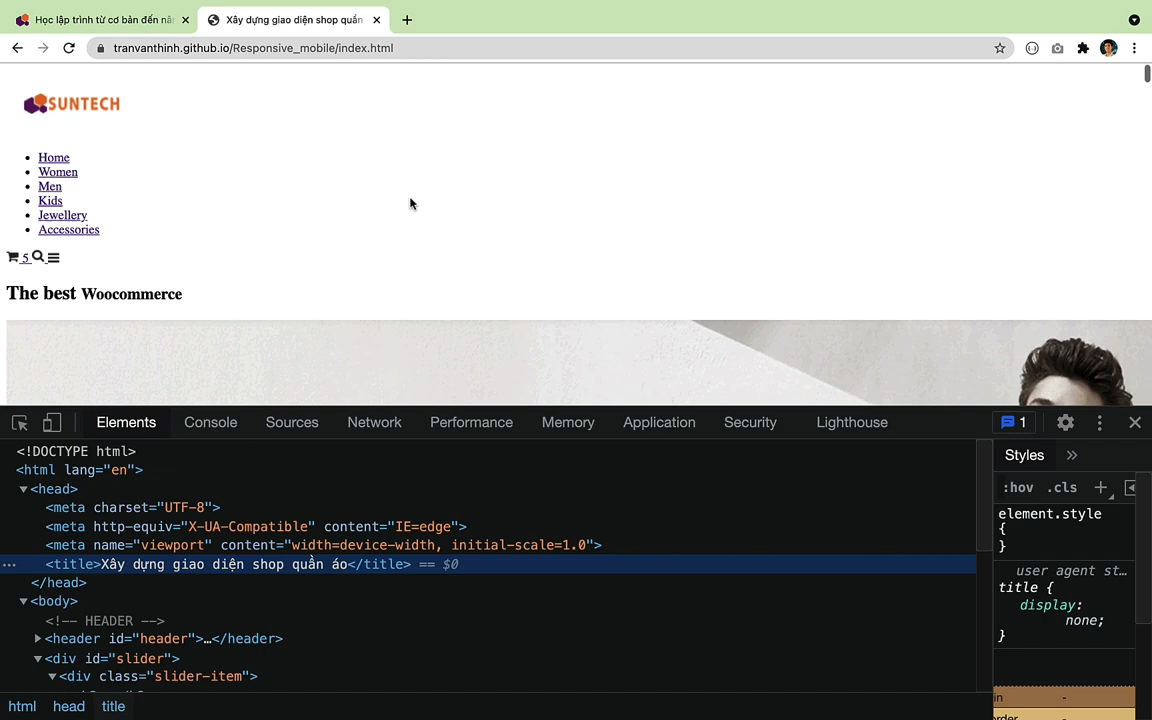 Học lập trình từ cơ bản đến nâ
Xây dựng giao diện shop quần
tranvanthinh.github.io/Responsive_mobile/index.html
SUNTECH
Home
Women
Men
Kids
Jewellery
Accessories
5
The best Woocommerce
Elements Console Sources Network Performance Memory Application Security Lighthouse 1
<!DOCTYPE html>
<html lang="en">
<head>
<meta charset="UTF-8">
<meta http-equiv="X-UA-Compatible" content="IE=edge">
<meta name="viewport" content="width=device-width, initial-scale=1.0">
<title>Xây dựng giao diện shop quần áo</title> == $0
</head>
<body>
<!-- HEADER -->
<header id="header">…</header>
<div id="slider">
<div class="slider-item">
html head title
Styles
:hov .cls
element.style
{
}
user agent st…
title {
display:
none;
}
in -